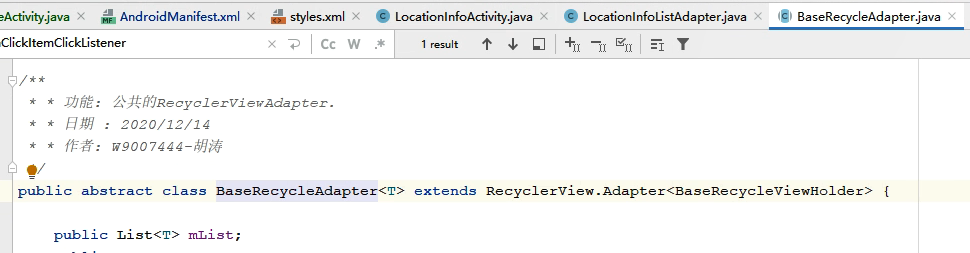 eActivity.java AndroidManifest.xml styles.xml LocationInfoActivity.java LocationInfoListAdapter.java BaseRecycleAdapter.java
ClickItemClickListener Cc W .* 1 result
/**
* * 功能: 公共的RecyclerViewAdapter.
* * 日期 : 2020/12/14
* * 作者: W9007444-胡涛
*/
public abstract class BaseRecycleAdapter<T> extends RecyclerView.Adapter<BaseRecycleViewHolder> {
public List<T> mList;